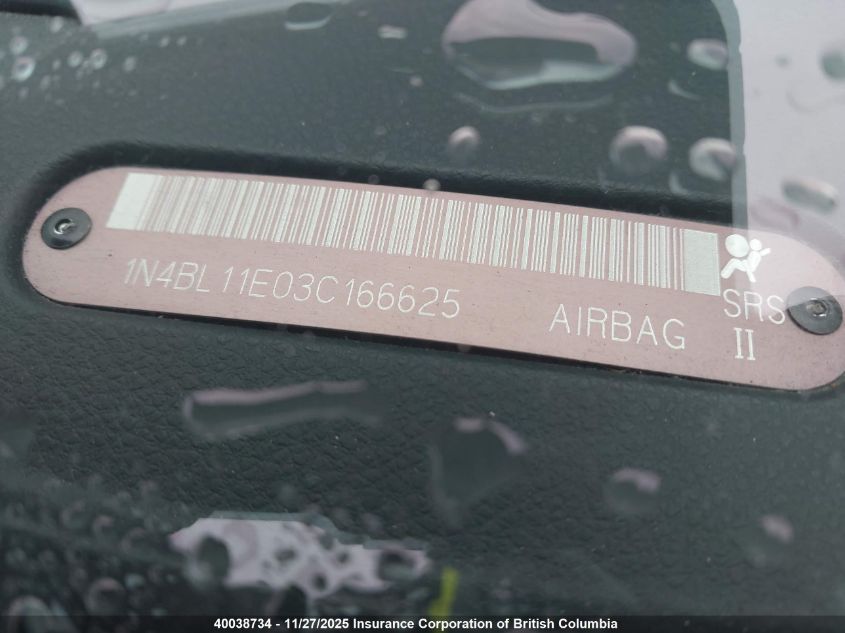 1N4BL11E03C166625 AIRBAG SRS
II
40038734 - 11/27/2025 Insurance Corporation of British Columbia